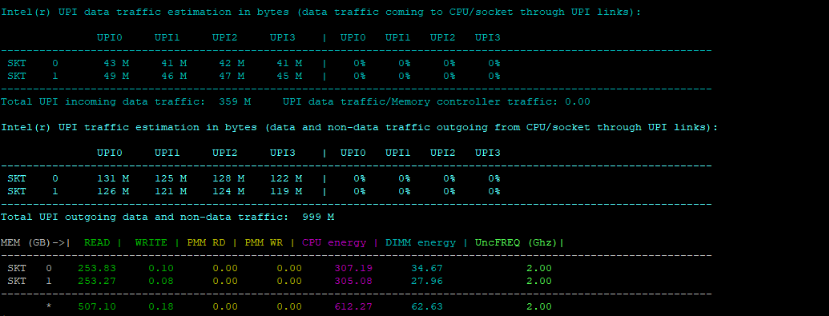 Intel(r) UPI data traffic estimation in bytes (data traffic coming to CPU/socket through UPI links):
UPI0 UPI1 UPI2 UPI3 | UPI0 UPI1 UPI2 UPI3
---------------------------------------------------------------------------------------------------------------
SKT 0 43 M 41 M 42 M 41 M | 0% 0% 0% 0%
SKT 1 49 M 46 M 47 M 45 M | 0% 0% 0% 0%
---------------------------------------------------------------------------------------------------------------
Total UPI incoming data traffic: 359 M UPI data traffic/Memory controller traffic: 0.00
Intel(r) UPI traffic estimation in bytes (data and non-data traffic outgoing from CPU/socket through UPI links):
UPI0 UPI1 UPI2 UPI3 | UPI0 UPI1 UPI2 UPI3
---------------------------------------------------------------------------------------------------------------
SKT 0 131 M 125 M 128 M 122 M | 0% 0% 0% 0%
SKT 1 126 M 121 M 124 M 119 M | 0% 0% 0% 0%
---------------------------------------------------------------------------------------------------------------
Total UPI outgoing data and non-data traffic: 999 M
MEM (GB)->| READ | WRITE | PMM RD | PMM WR | CPU energy | DIMM energy | UncFREQ (Ghz)|
---------------------------------------------------------------------------------------------------------------
SKT 0 253.83 0.10 0.00 0.00 307.19 34.67 2.00
SKT 1 253.27 0.08 0.00 0.00 305.08 27.96 2.00
---------------------------------------------------------------------------------------------------------------
* 507.10 0.18 0.00 0.00 612.27 62.63 2.00